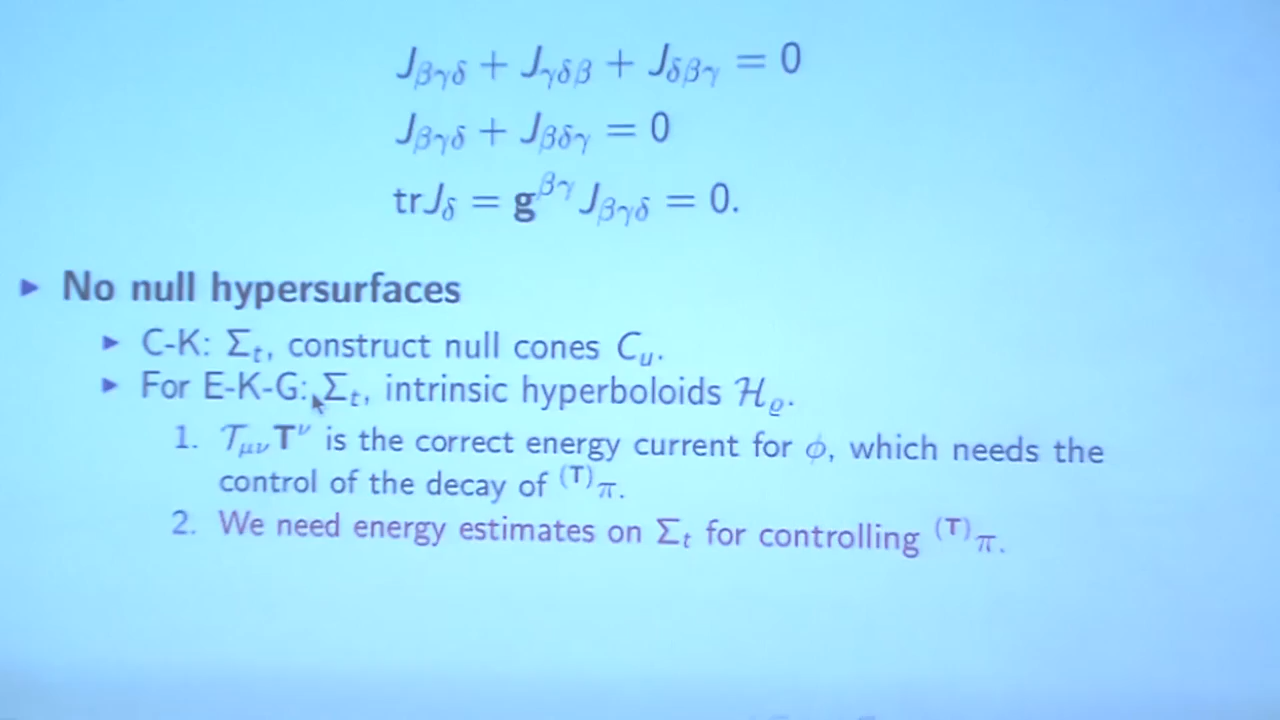 J_{βγδ} + J_{γδβ} + J_{δβγ} = 0
J_{βγδ} + J_{βδγ} = 0
trJ_δ = g^{βγ} J_{βγδ} = 0.
▸ No null hypersurfaces
▸ C-K: Σ_t, construct null cones C_u.
▸ For E-K-G: Σ_t, intrinsic hyperboloids ℋ_ϱ.
1. 𝒯_{μν}T^ν is the correct energy current for ϕ, which needs the
control of the decay of ^{(T)}π.
2. We need energy estimates on Σ_t for controlling ^{(T)}π.